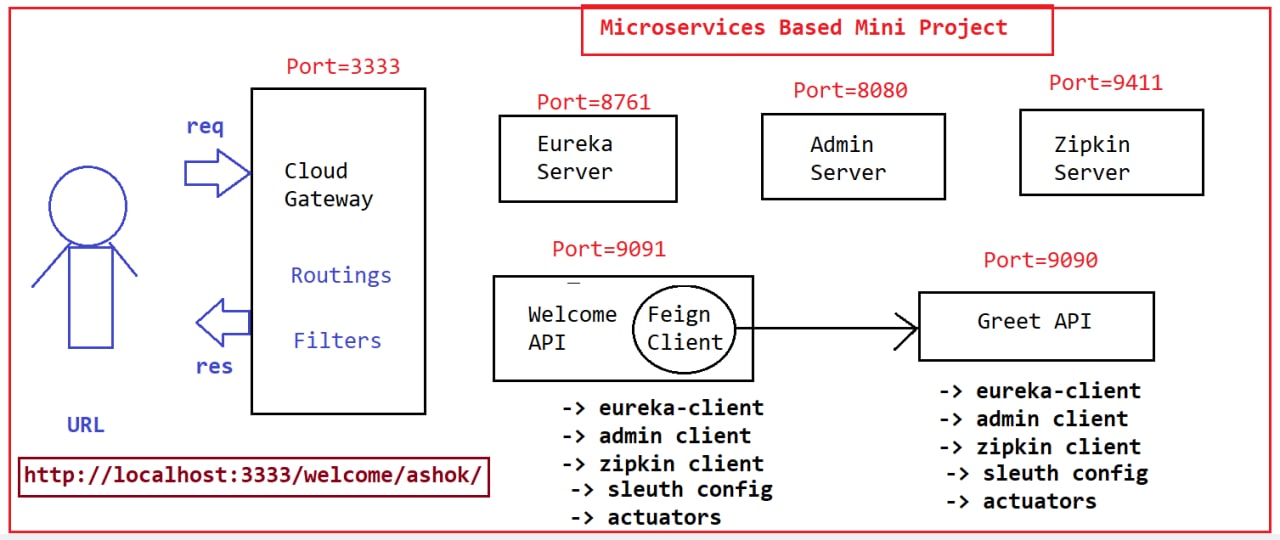 Microservices Based Mini Project
Port=3333
req
Cloud
Gateway
Routings
Filters
res
URL
http://localhost:3333/welcome/ashok/
Port=8761
Eureka
Server
Port=8080
Admin
Server
Port=9411
Zipkin
Server
Port=9091
Welcome
API
Feign
Client
-> eureka-client
-> admin client
-> zipkin client
-> sleuth config
-> actuators
Port=9090
Greet API
-> eureka-client
-> admin client
-> zipkin client
-> sleuth config
-> actuators